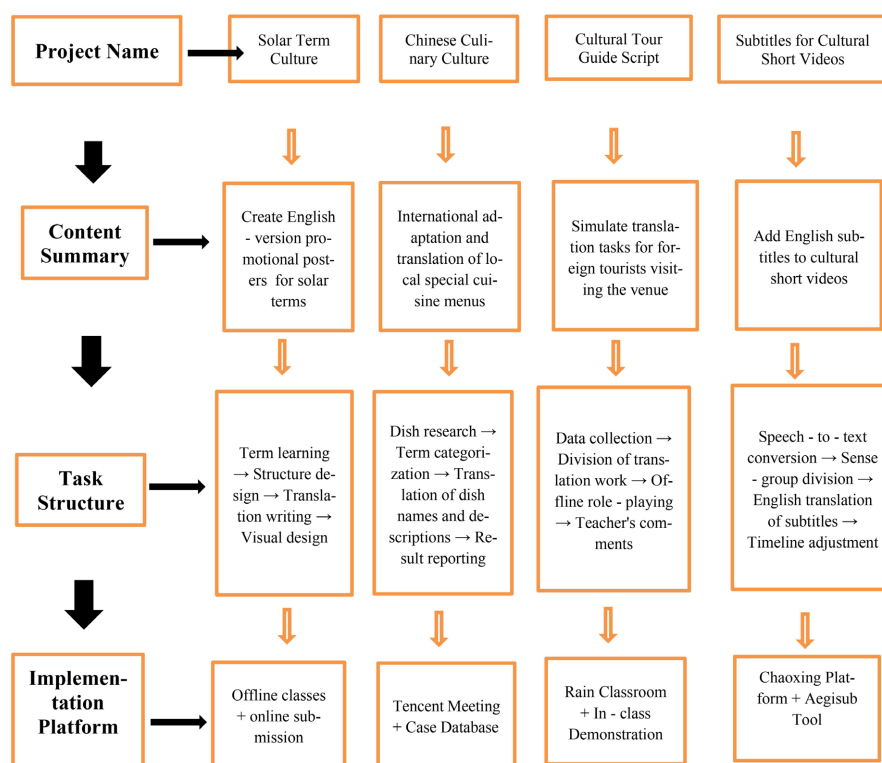 Project Name
Solar Term
Culture
Chinese Culi-
nary Culture
Cultural Tour
Guide Script
Subtitles for Cultural
Short Videos
Content
Summary
Create English
- version promo-
tional post-
ers for solar
terms
International ad-
aptation and
translation of lo-
cal special cui-
sine menus
Simulate transla-
tion tasks for for-
eign tourists visit-
ing the venue
Add English sub-
titles to cultural
short videos
Task
Structure
Term learning
→ Structure de-
sign → Transla-
tion writing →
Visual design
Dish research →
Term categori-
zation → Trans-
lation of dish
names and de-
scriptions → Re-
sult reporting
Data collection →
Division of trans-
lation work → Of-
fline role - playing
→ Teacher's com-
ments
Speech - to - text
conversion → Sense
- group division →
English translation
of subtitles →
Timeline adjustment
Implemen-
tation
Platform
Offline classes
+ online sub-
mission
Tencent Meeting
+ Case Database
Rain Classroom
+ In - class
Demonstration
Chaoxing Plat-
form + Aegisub
Tool